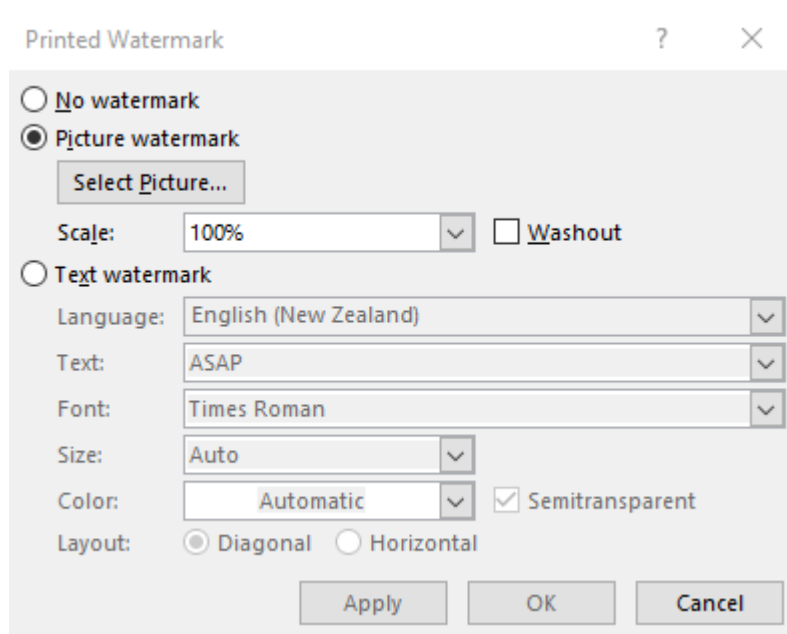 Printed Watermark ?
No watermark
Picture watermark
Select Picture...
Scale: 100% Washout
Text watermark
Language: English (New Zealand)
Text: ASAP
Font: Times Roman
Size: Auto
Color: Automatic Semitransparent
Layout: Diagonal Horizontal
Apply OK Cancel